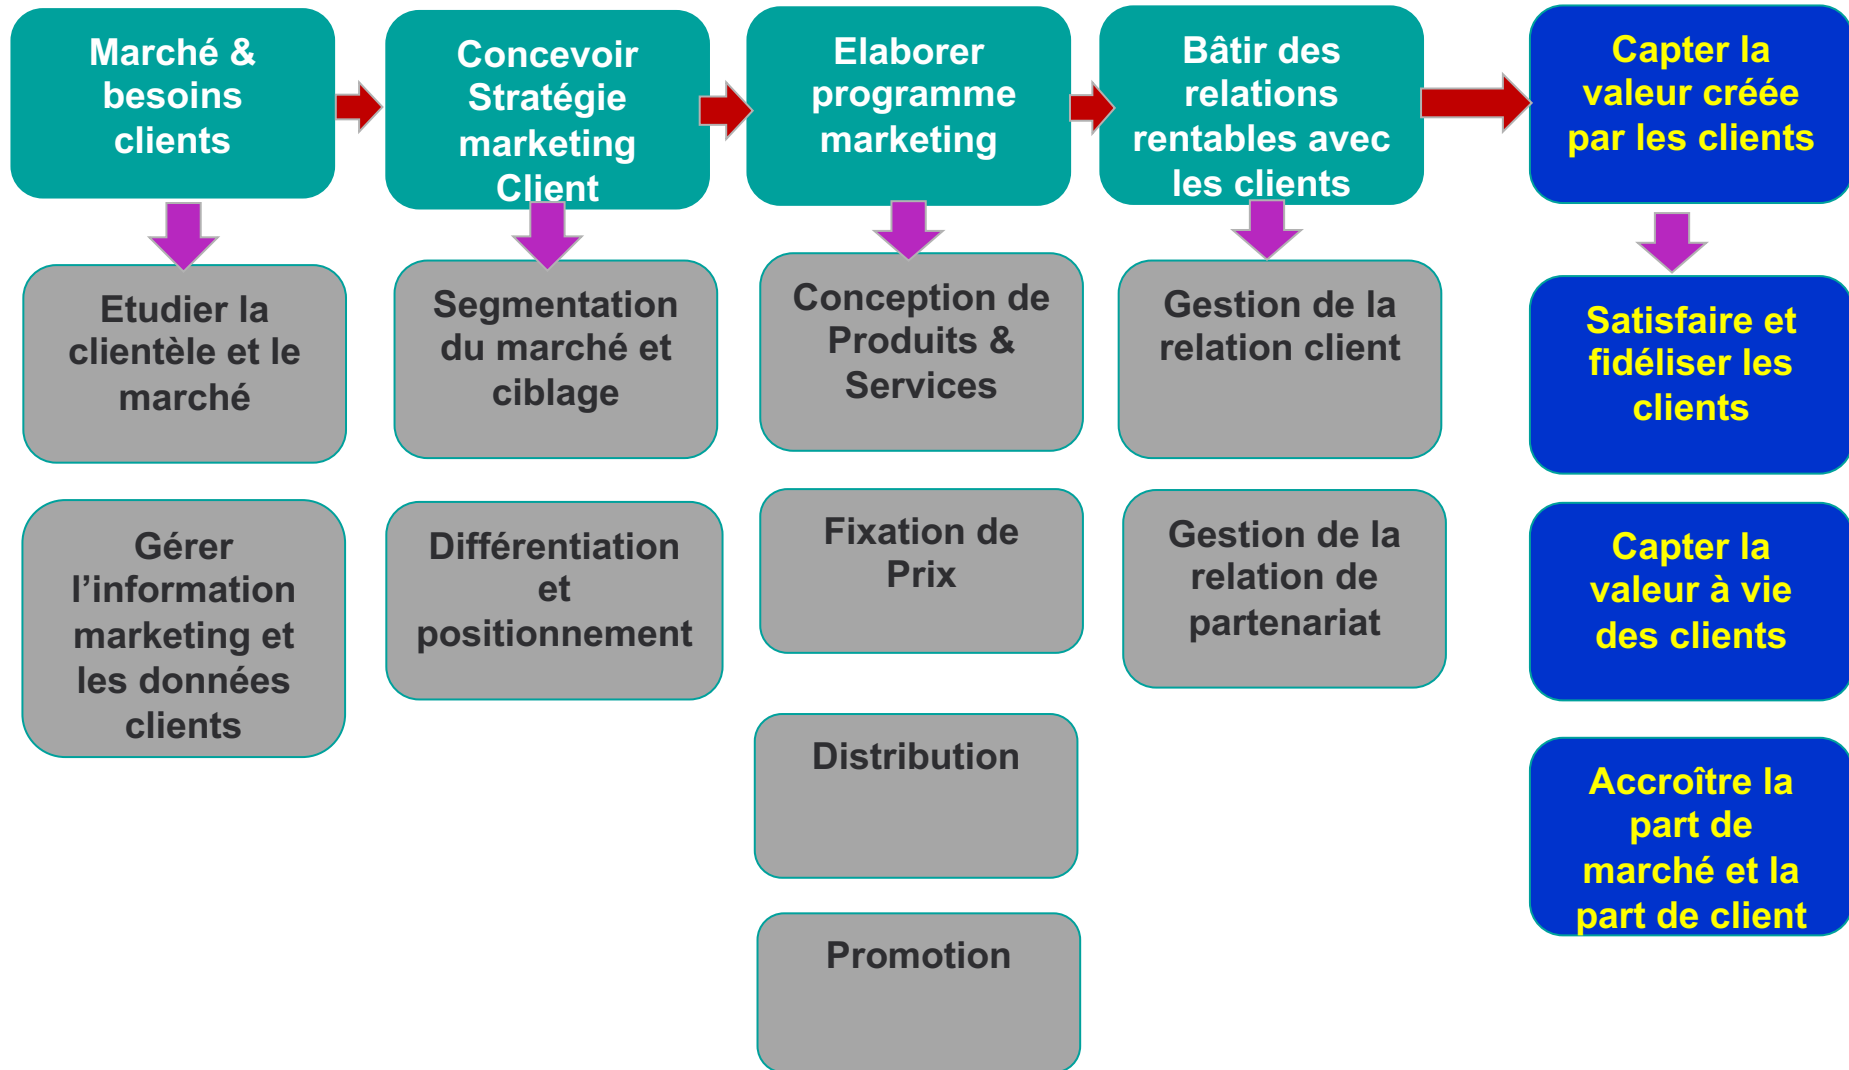 Marché &
besoins
clients
Concevoir
Stratégie
marketing
Client
Elaborer
programme
marketing
Bâtir des
relations
rentables avec
les clients
Capter la
valeur créée
par les clients
Etudier la
clientèle et le
marché
Segmentation
du marché et
ciblage
Conception de
Produits &
Services
Gestion de la
relation client
Satisfaire et
fidéliser les
clients
Gérer
l’information
marketing et
les données
clients
Différentiation
et
positionnement
Fixation de
Prix
Gestion de la
relation de
partenariat
Capter la
valeur à vie
des clients
Distribution
Accroître la
part de
marché et la
part de client
Promotion